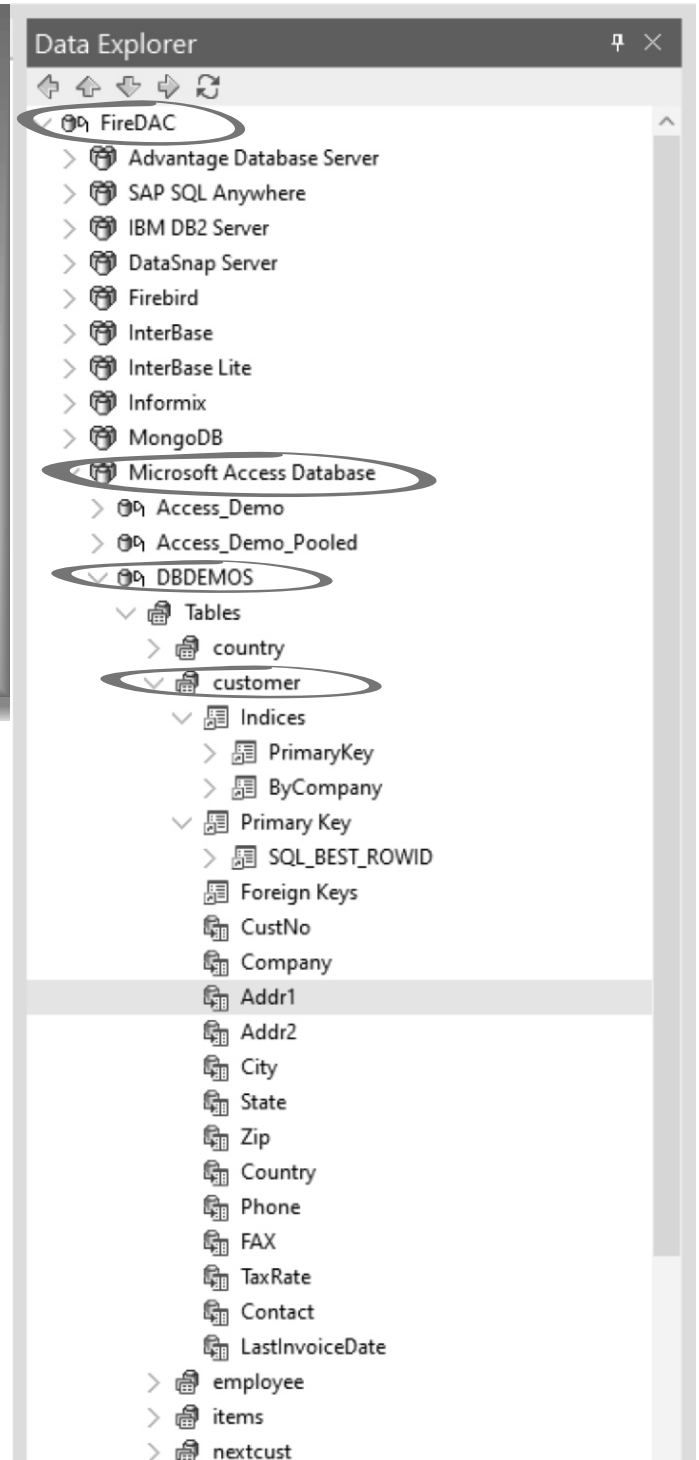 Data Explorer
FireDAC
Advantage Database Server
SAP SQL Anywhere
IBM DB2 Server
DataSnap Server
Firebird
InterBase
InterBase Lite
Informix
MongoDB
Microsoft Access Database
Access_Demo
Access_Demo_Pooled
DBDEMOS
Tables
country
customer
Indices
PrimaryKey
ByCompany
Primary Key
SQL_BEST_ROWID
Foreign Keys
CustNo
Company
Addr1
Addr2
City
State
Zip
Country
Phone
FAX
TaxRate
Contact
LastInvoiceDate
employee
items
nextcust